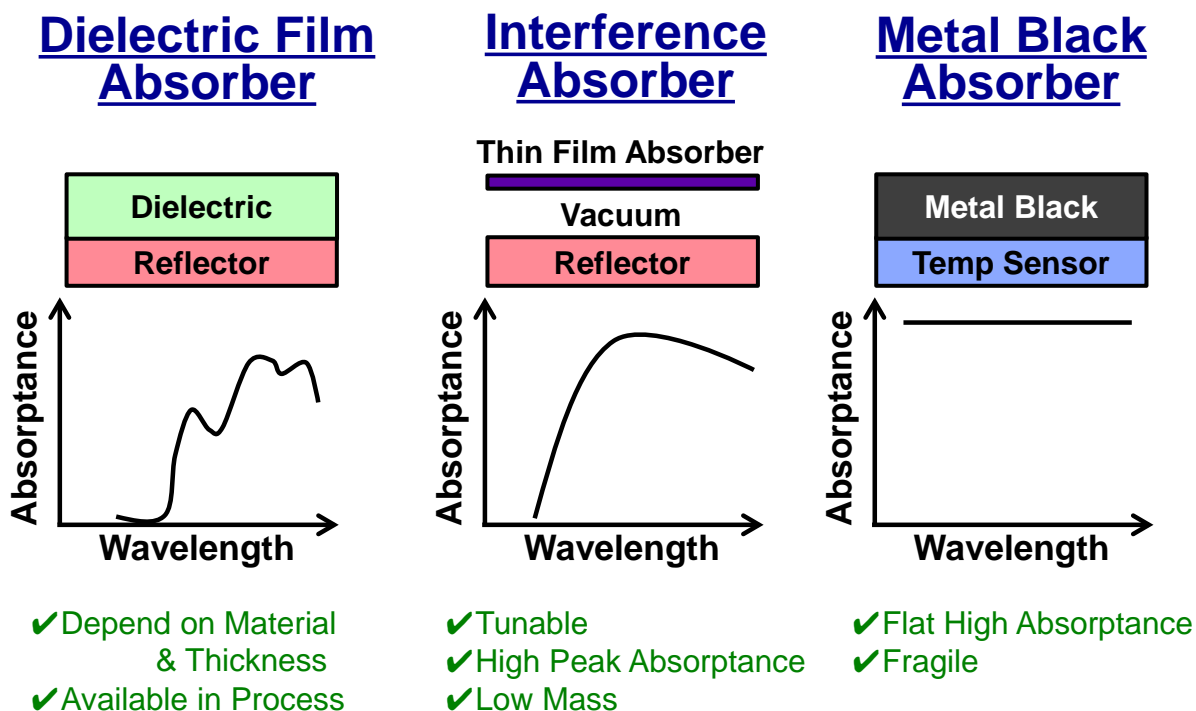 Dielectric Film
Absorber
Dielectric
Reflector
Absorptance
Wavelength
✔Depend on Material
& Thickness
✔Available in Process
Interference
Absorber
Thin Film Absorber
Vacuum
Reflector
Absorptance
Wavelength
✔Tunable
✔High Peak Absorptance
✔Low Mass
Metal Black
Absorber
Metal Black
Temp Sensor
Absorptance
Wavelength
✔Flat High Absorptance
✔Fragile